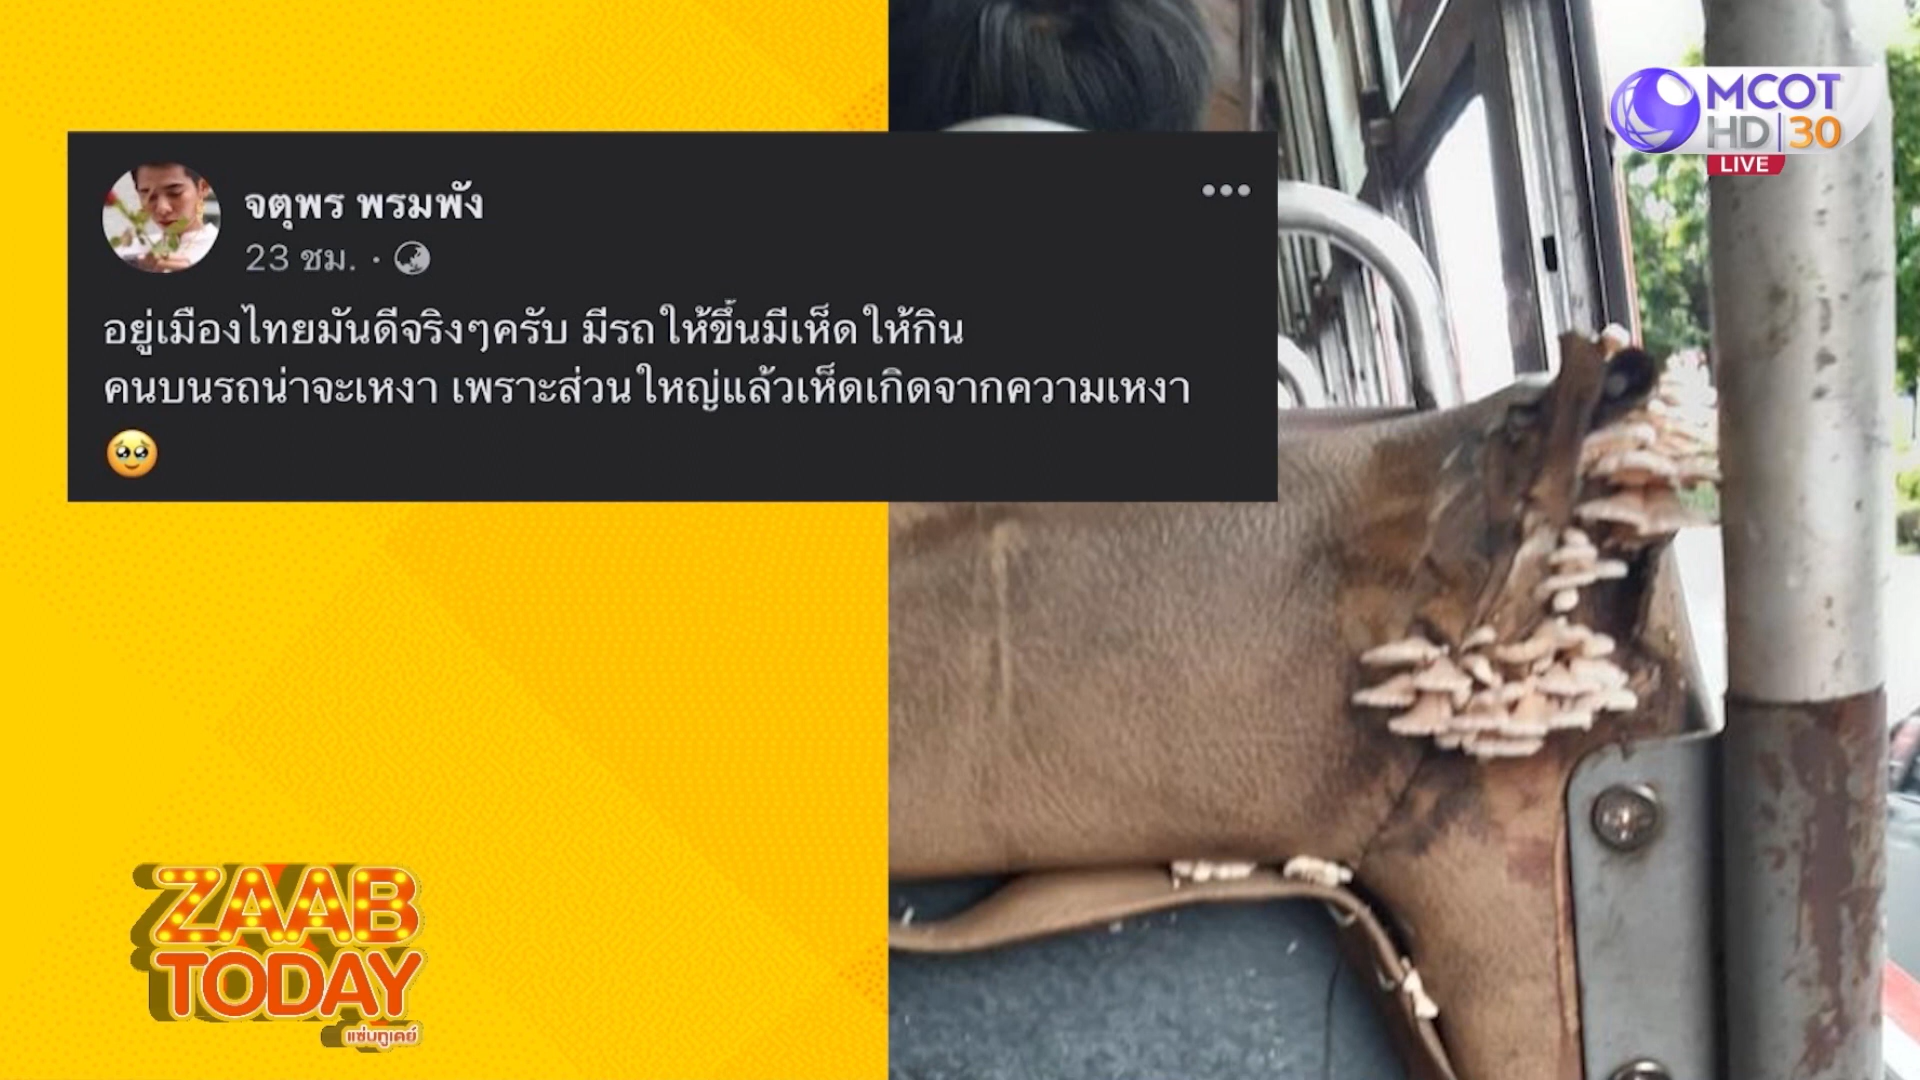 MCOT
HD 30
LIVE
จตุพร พรมพัง
23 ชม.
อยู่เมืองไทยมันดีจริงๆครับ มีรถให้ขึ้นมีเห็ดให้กิน
คนบนรถน่าจะเหงา เพราะส่วนใหญ่แล้วเห็ดเกิดจากความเหงา
🥹
ZAAB
TODAY
แซ่บทูเดย์